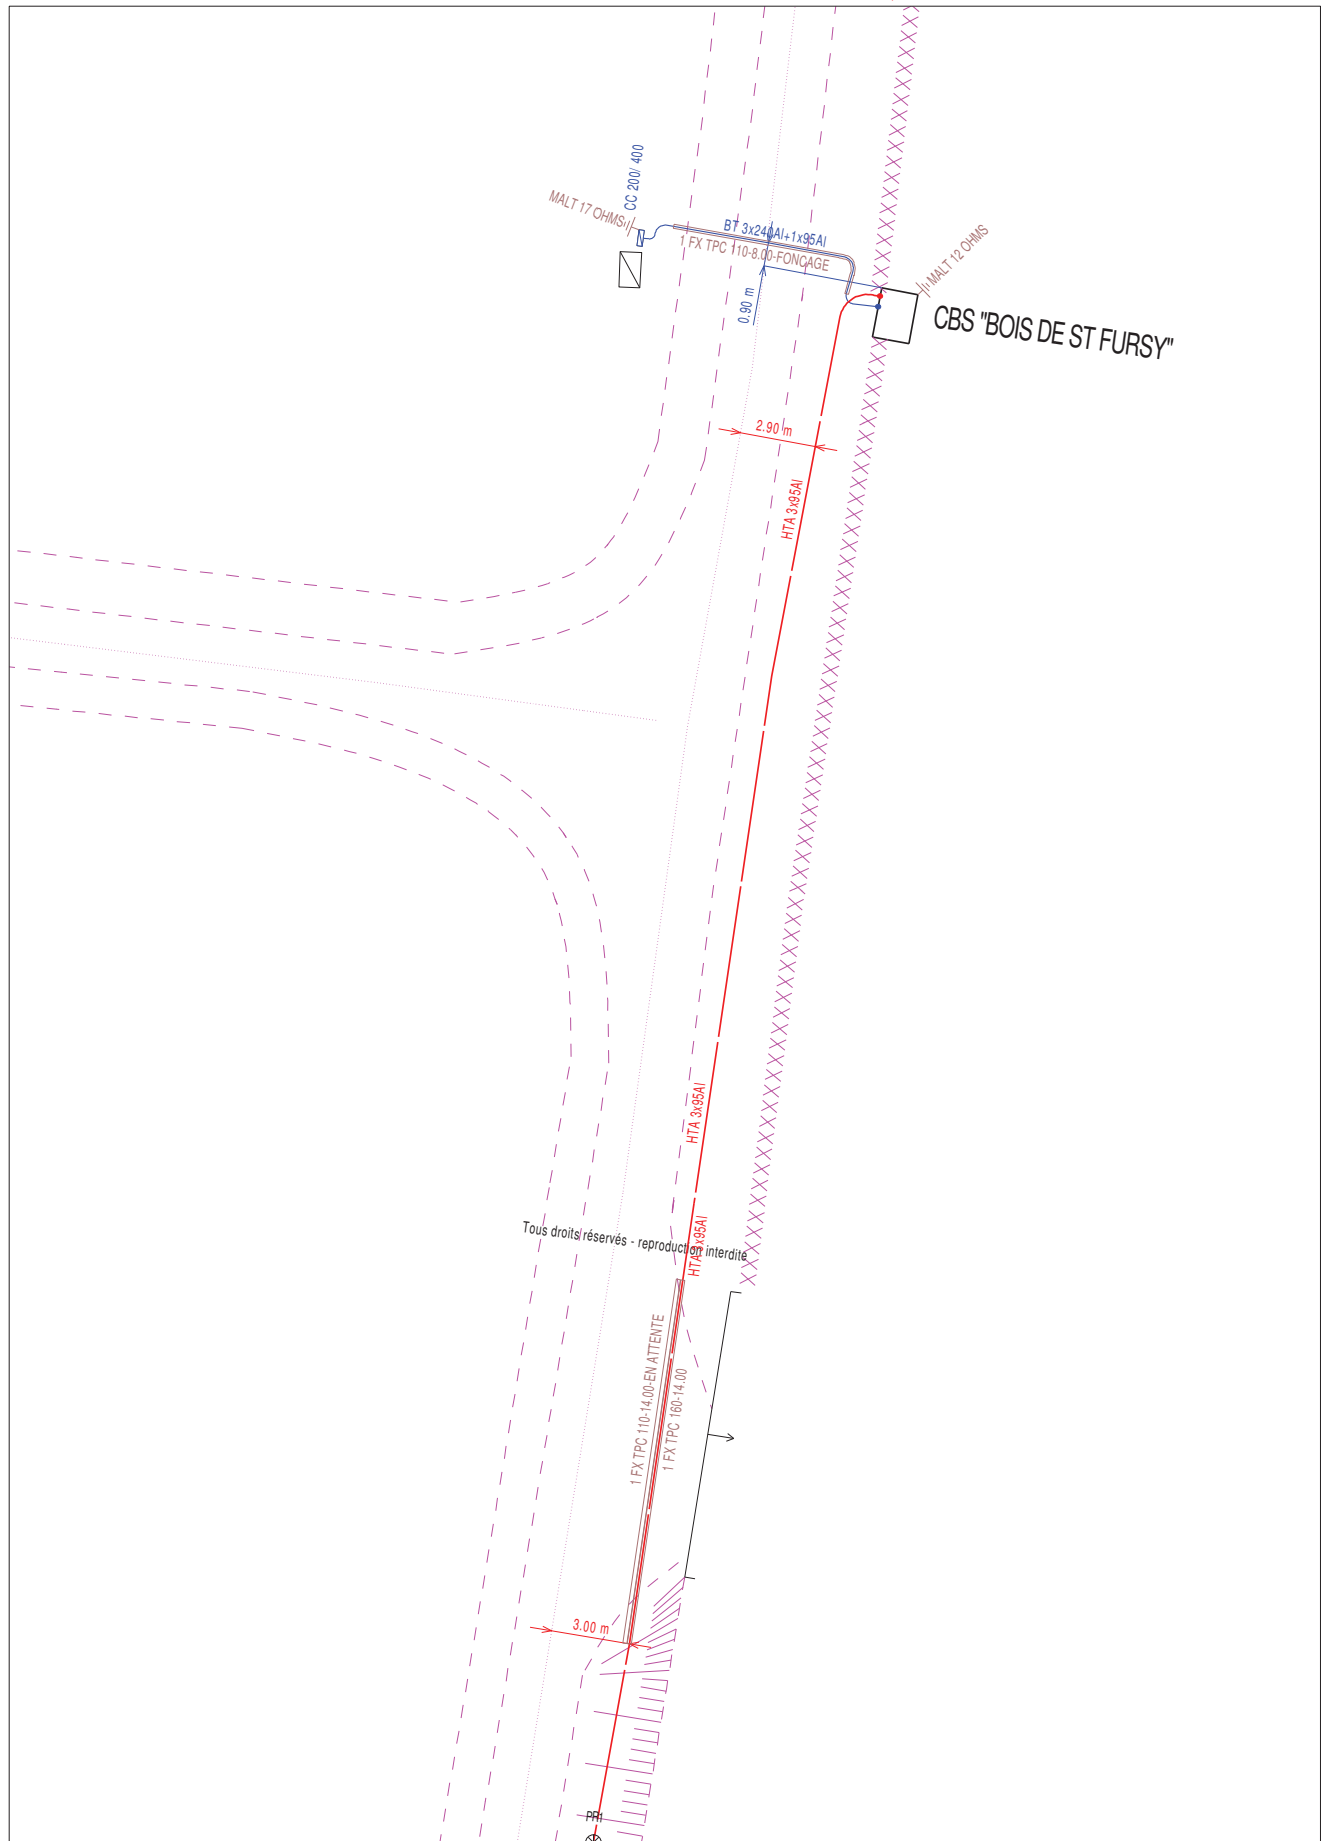 CC 200/ 400
MALT 17 OHMS
BT 3x240Al+1x95Al
1 FX TPC 110-8.00-FONCAGE
MALT 12 OHMS
0.90 m
CBS "BOIS DE ST FURSY"
2.90 m
HTA 3x95Al
HTA 3x95Al
HTA 3x95Al
Tous droits réservés - reproduction interdite
1 FX TPC 110-14.00-EN ATTENTE
1 FX TPC 160-14.00
3.00 m
PR1